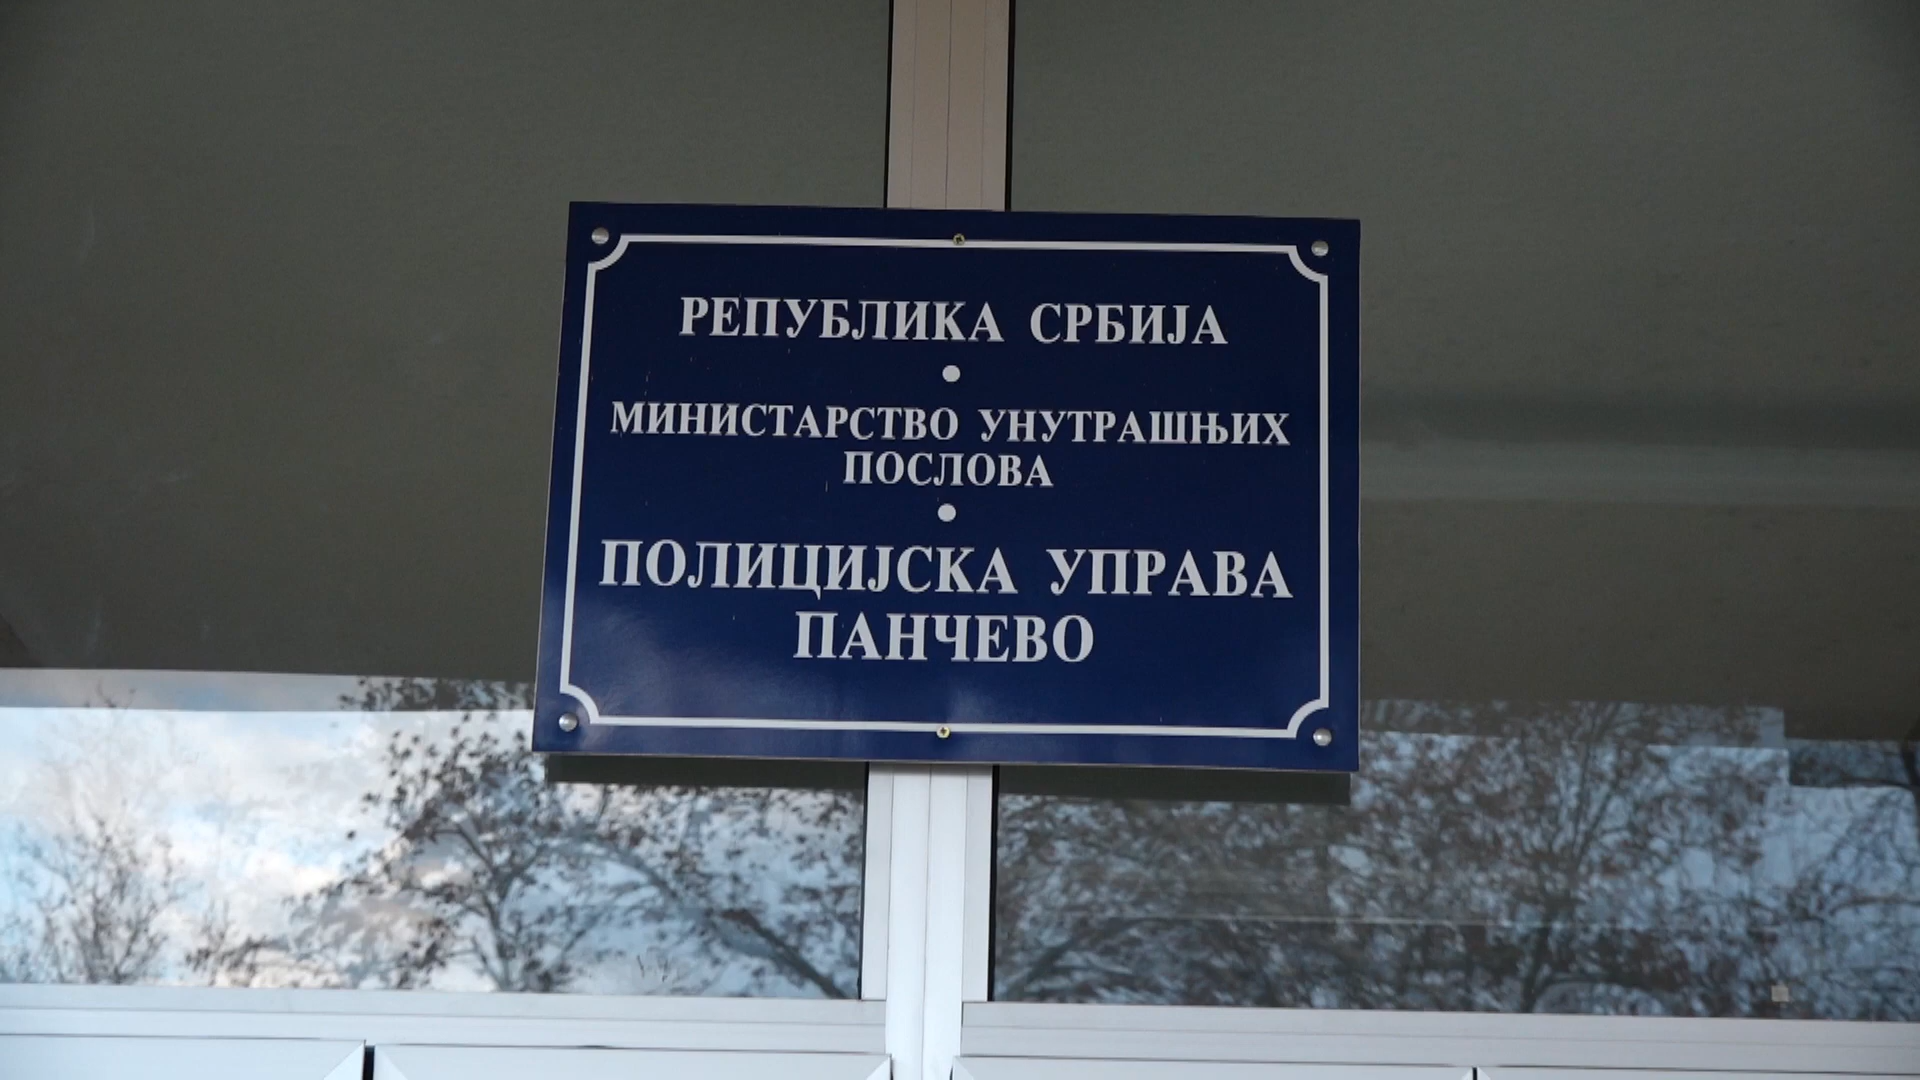 РЕПУБЛИКА СРБИЈА
МИНИСТАРСТВО УНУТРАШЊИХ
ПОСЛОВА
ПОЛИЦИЈСКА УПРАВА
ПАНЧЕВО